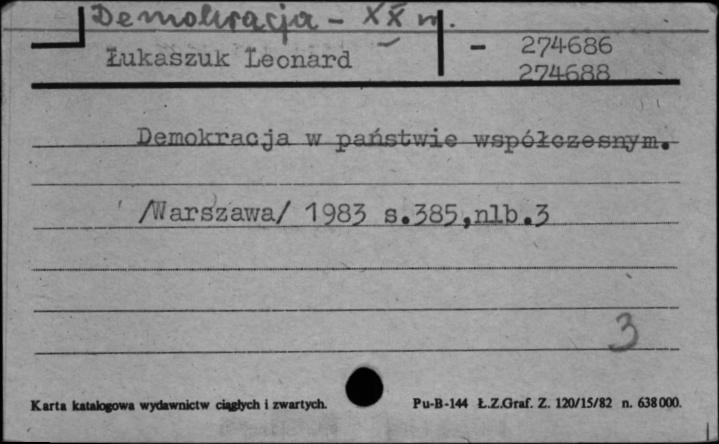 Demokracja - XX w.
Łukaszuk Leonard - 274686
274688
Demokracja w państwie współczesnym.
/Warszawa/ 1983 s.385,nlb.3
3
Karta katalogowa wydawnictw ciągłych i zwartych. Pu-B-144 Ł.Z.Graf. Z. 120/15/82 n. 638000.